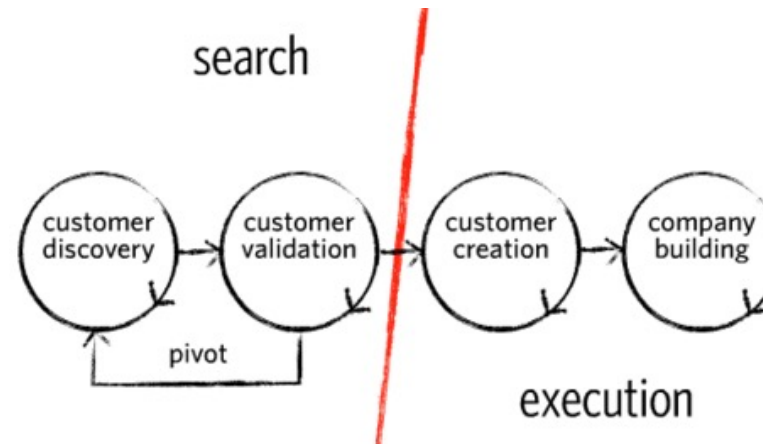 search
customer
discovery
customer
validation
customer
creation
company
building
pivot
execution